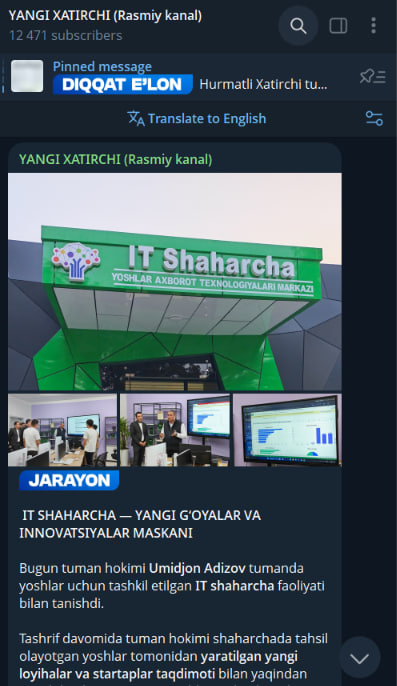 YANGI XATIRCHI (Rasmiy kanal)
12 471 subscribers
Pinned message
DIQQAT E'LON Hurmatli Xatirchi tu...
Translate to English
YANGI XATIRCHI (Rasmiy kanal)
IT Shaharcha
YOSHLAR AXBOROT TEXNOLOGIYALARI MARKAZI
JARAYON
IT SHAHARCHA — YANGI G‘OYALAR VA
INNOVATSIYALAR MASKANI
Bugun tuman hokimi Umidjon Adizov tumanda
yoshlar uchun tashkil etilgan IT shaharcha faoliyati
bilan tanishdi.
Tashrif davomida tuman hokimi shaharchada tahsil
olayotgan yoshlar tomonidan yaratilgan yangi
loyihalar va startaplar taqdimoti bilan yaqindan